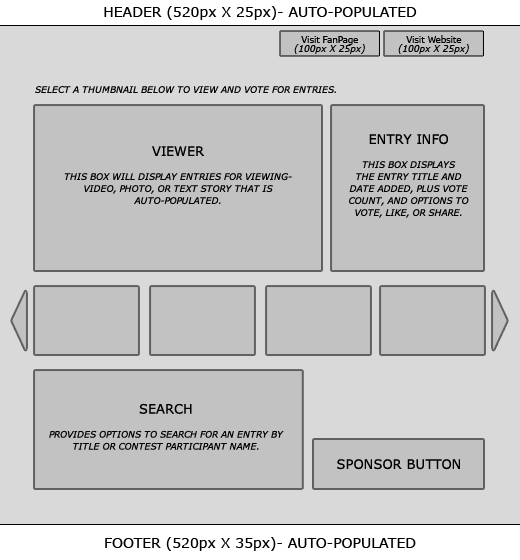 HEADER (520px X 25px)- AUTO-POPULATED
Visit FanPage
(100px X 25px)
Visit Website
(100px X 25px)
SELECT A THUMBNAIL BELOW TO VIEW AND VOTE FOR ENTRIES.
VIEWER
THIS BOX WILL DISPLAY ENTRIES FOR VIEWING-
VIDEO, PHOTO, OR TEXT STORY THAT IS
AUTO-POPULATED.
ENTRY INFO
THIS BOX DISPLAYS
THE ENTRY TITLE AND
DATE ADDED, PLUS VOTE
COUNT, AND OPTIONS TO
VOTE, LIKE, OR SHARE.
SEARCH
PROVIDES OPTIONS TO SEARCH FOR AN ENTRY BY
TITLE OR CONTEST PARTICIPANT NAME.
SPONSOR BUTTON
FOOTER (520px X 35px)- AUTO-POPULATED